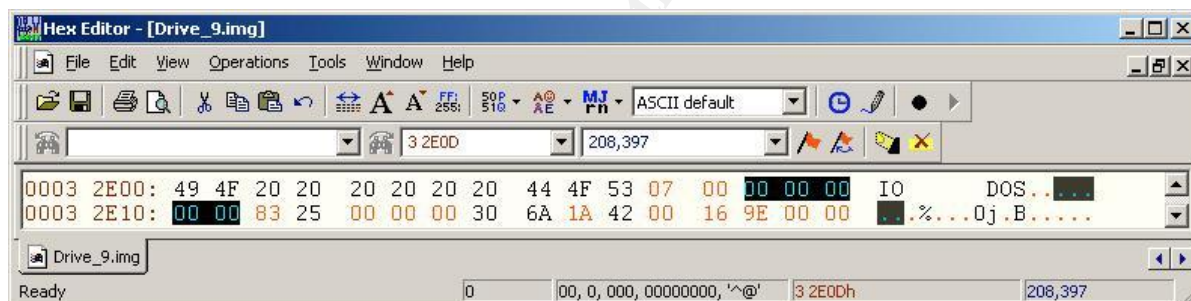 Hex Editor - [Drive_9.img]
File Edit View Operations Tools Window Help
ASCII default
3 2E0D 208,397
0003 2E00: 49 4F 20 20 20 20 20 20 44 4F 53 07 00 00 00 00 IO DOS.....
0003 2E10: 00 00 83 25 00 00 00 30 6A 1A 42 00 16 9E 00 00 ...%...0j.B.....
Drive_9.img
Ready 0 00, 0, 000, 00000000, '^@' 3 2E0Dh 208,397